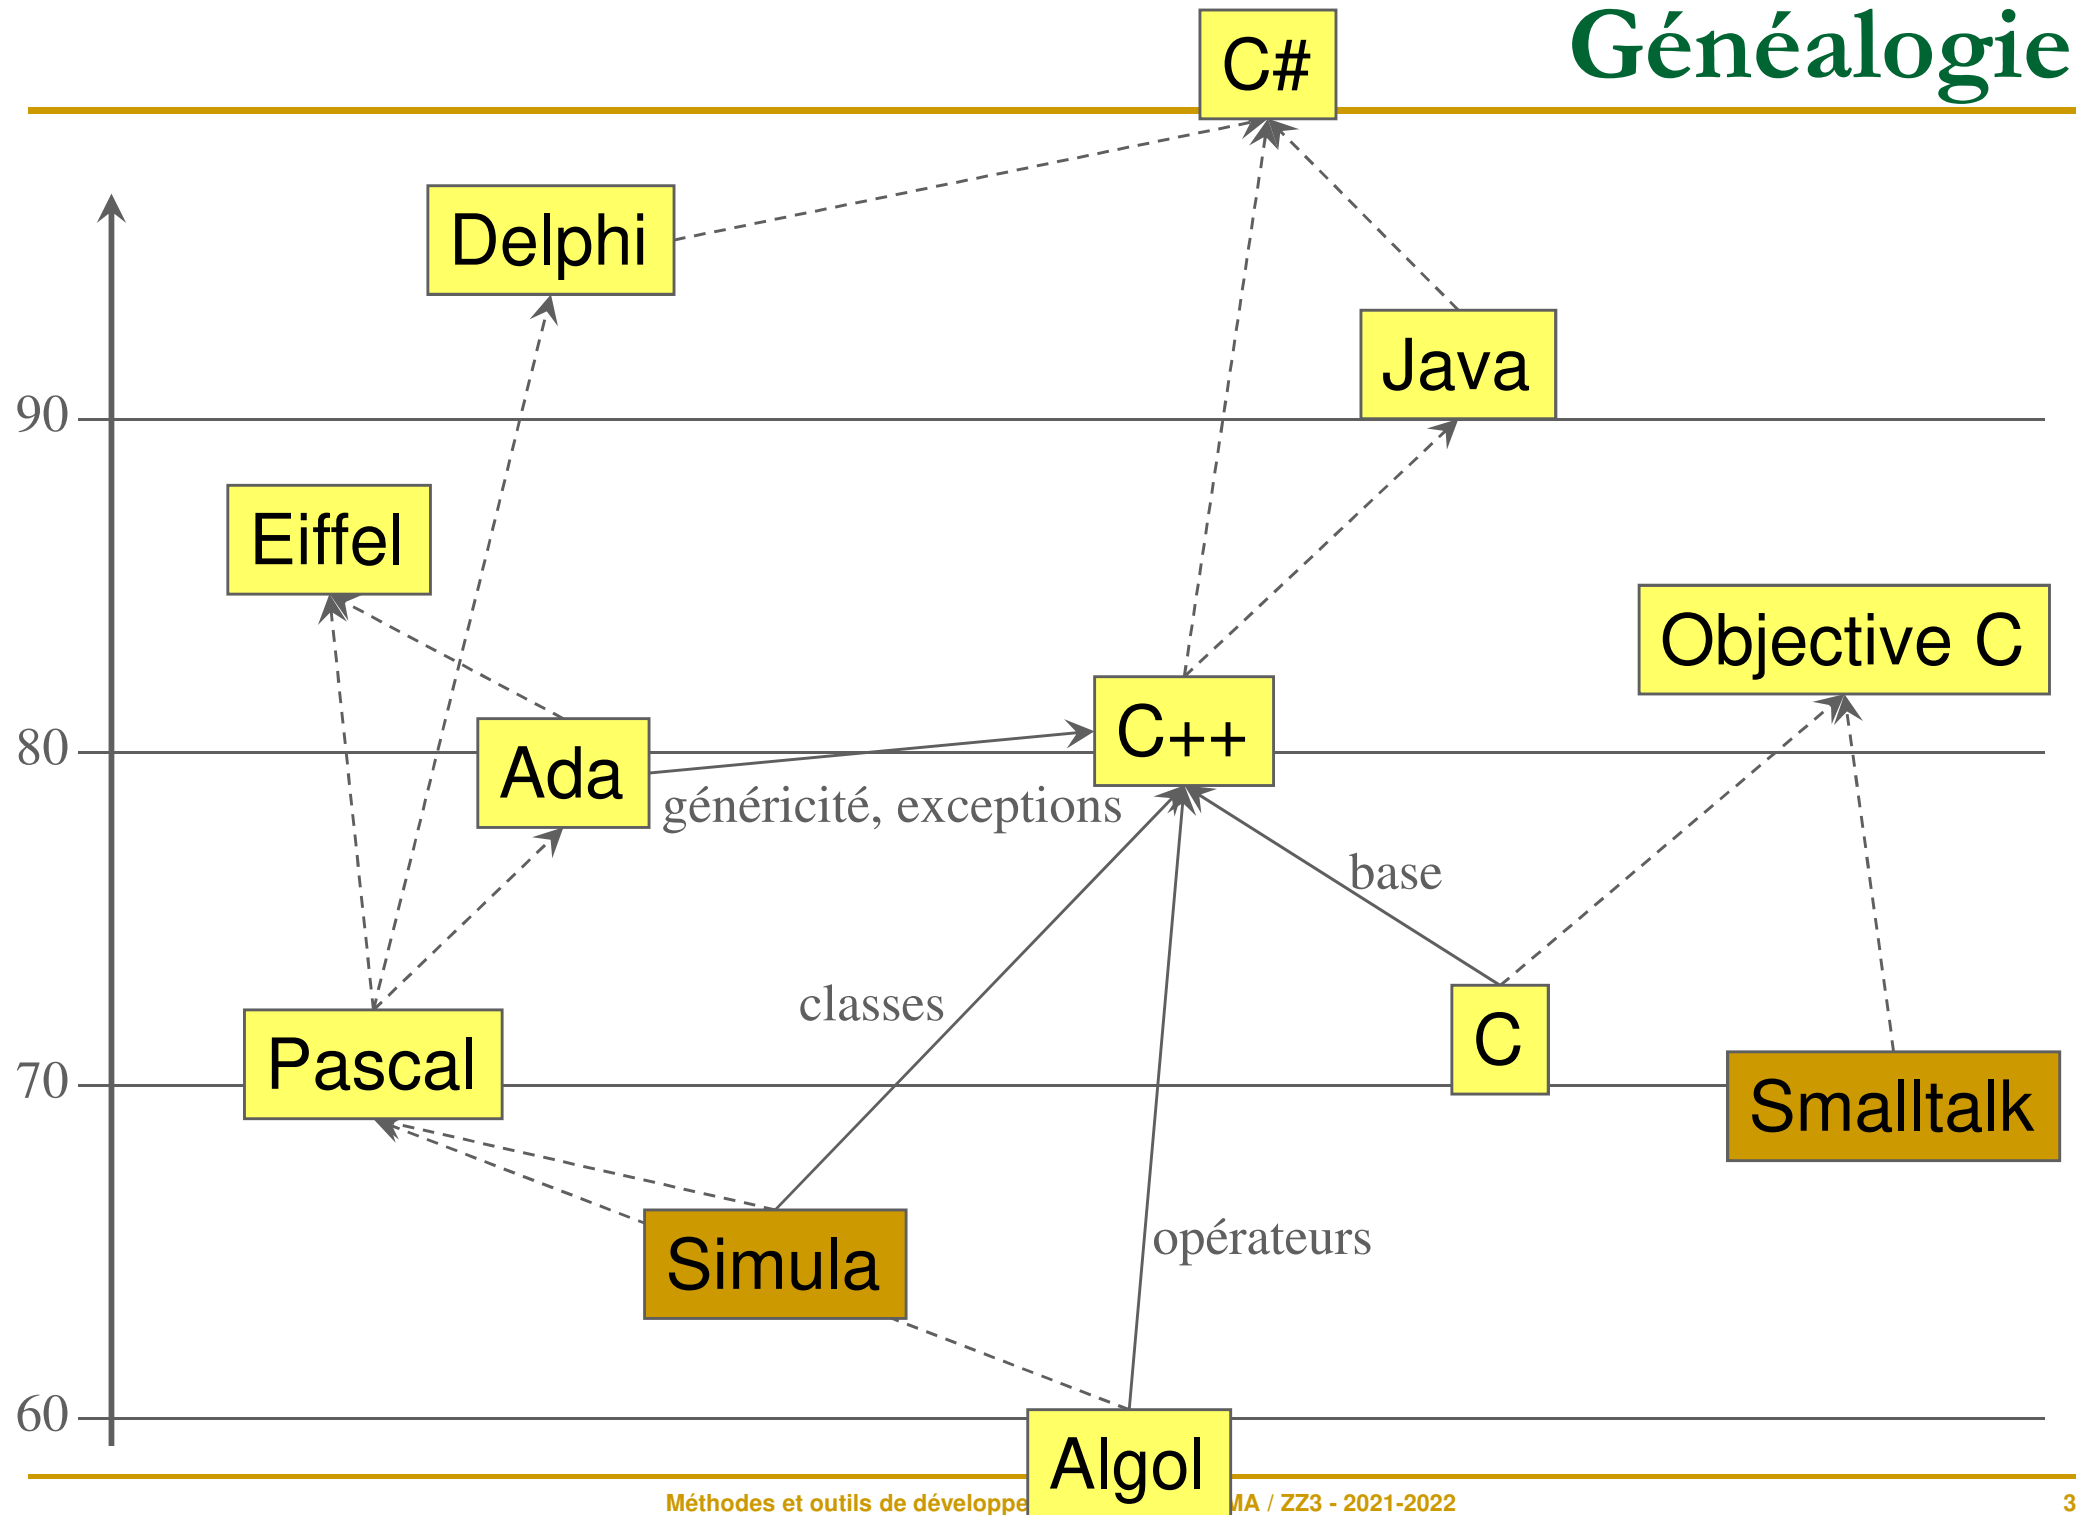 Généalogie
C#
Delphi
Java
90
Eiffel
Objective C
C++
80
Ada
généricité, exceptions
base
classes
C
Pascal
70
Smalltalk
opérateurs
Simula
60
Algol
Méthodes et outils de développe MA / ZZ3 - 2021-2022
3